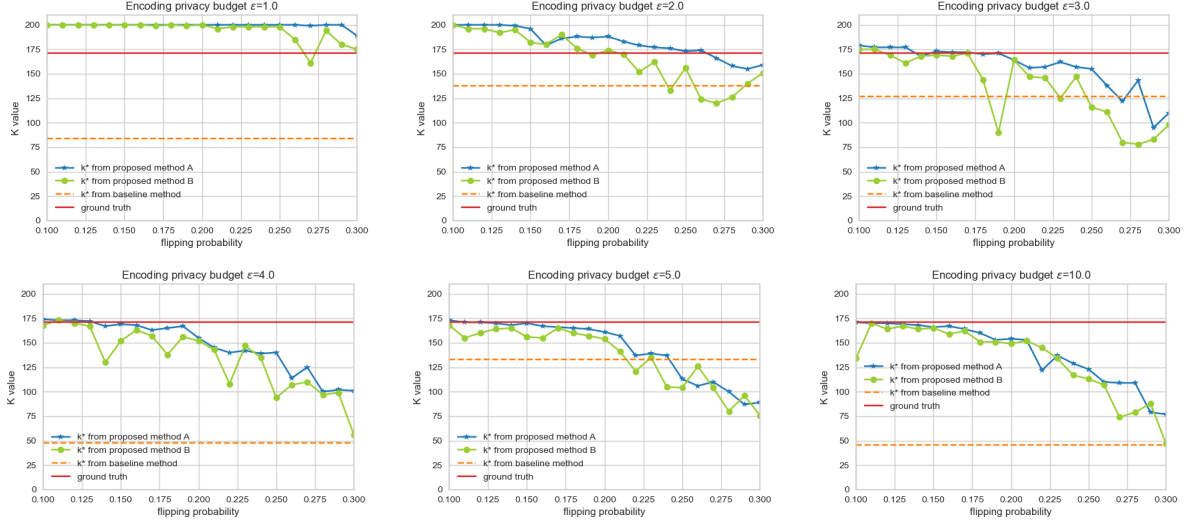 Encoding privacy budget ε=1.0
200
175
150
125
100
75
50
25
0
K value
k* from proposed method A
k* from proposed method B
k* from baseline method
ground truth
0.100 0.125 0.150 0.175 0.200 0.225 0.250 0.275 0.300
flipping probability
Encoding privacy budget ε=2.0
200
175
150
125
100
75
50
25
0
K value
k* from proposed method A
k* from proposed method B
k* from baseline method
ground truth
0.100 0.125 0.150 0.175 0.200 0.225 0.250 0.275 0.300
flipping probability
Encoding privacy budget ε=3.0
200
175
150
125
100
75
50
25
0
K value
k* from proposed method A
k* from proposed method B
k* from baseline method
ground truth
0.100 0.125 0.150 0.175 0.200 0.225 0.250 0.275 0.300
flipping probability
Encoding privacy budget ε=4.0
200
175
150
125
100
75
50
25
0
K value
k* from proposed method A
k* from proposed method B
k* from baseline method
ground truth
0.100 0.125 0.150 0.175 0.200 0.225 0.250 0.275 0.300
flipping probability
Encoding privacy budget ε=5.0
200
175
150
125
100
75
50
25
0
K value
k* from proposed method A
k* from proposed method B
k* from baseline method
ground truth
0.100 0.125 0.150 0.175 0.200 0.225 0.250 0.275 0.300
flipping probability
Encoding privacy budget ε=10.0
200
175
150
125
100
75
50
25
0
K value
k* from proposed method A
k* from proposed method B
k* from baseline method
ground truth
0.100 0.125 0.150 0.175 0.200 0.225 0.250 0.275 0.300
flipping probability